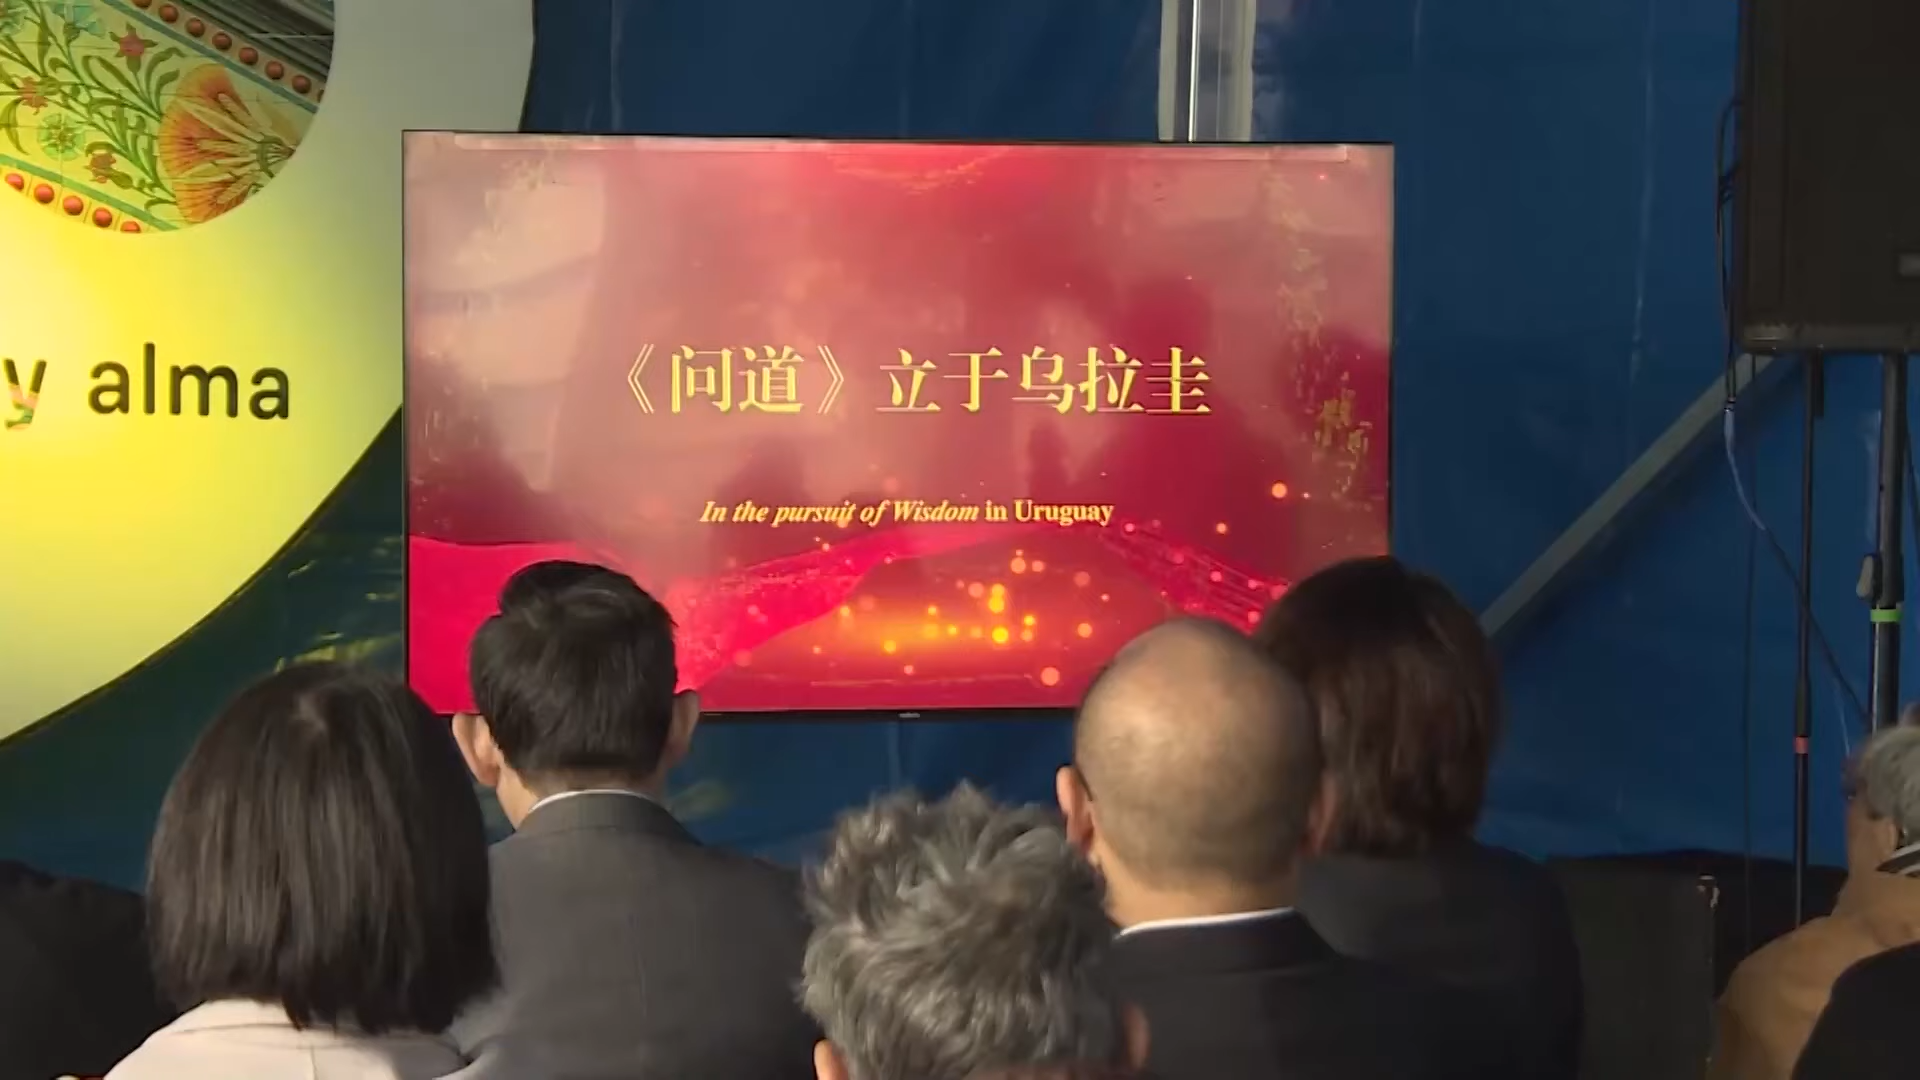 y alma
《问道》立于乌拉圭
In the pursuit of Wisdom in Uruguay